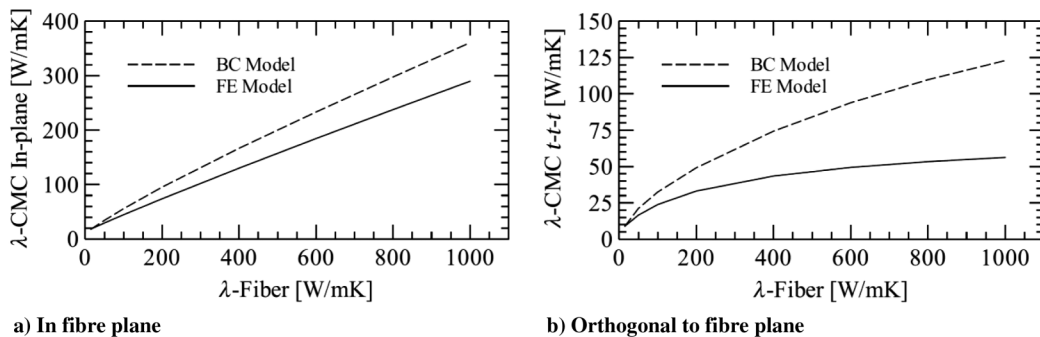 λ-CMC In-plane [W/mK]
400
300
200
100
0
BC Model
FE Model
0 200 400 600 800 1000
λ-Fiber [W/mK]
a) In fibre plane
λ-CMC t-t-t [W/mK]
150
125
100
75
50
25
0
BC Model
FE Model
0 200 400 600 800 1000
λ-Fiber [W/mK]
b) Orthogonal to fibre plane